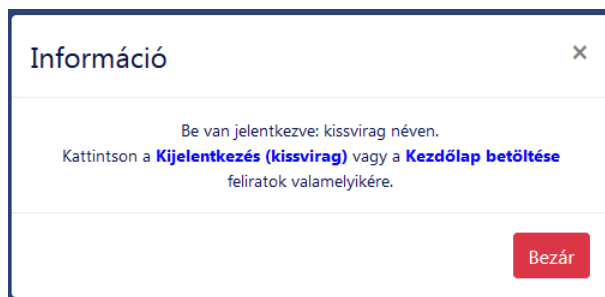 Információ
×
Be van jelentkezve: kissvirag néven.
Kattintson a Kijelentkezés (kissvirag) vagy a Kezdőlap betöltése
feliratok valamelyikére.
Bezár